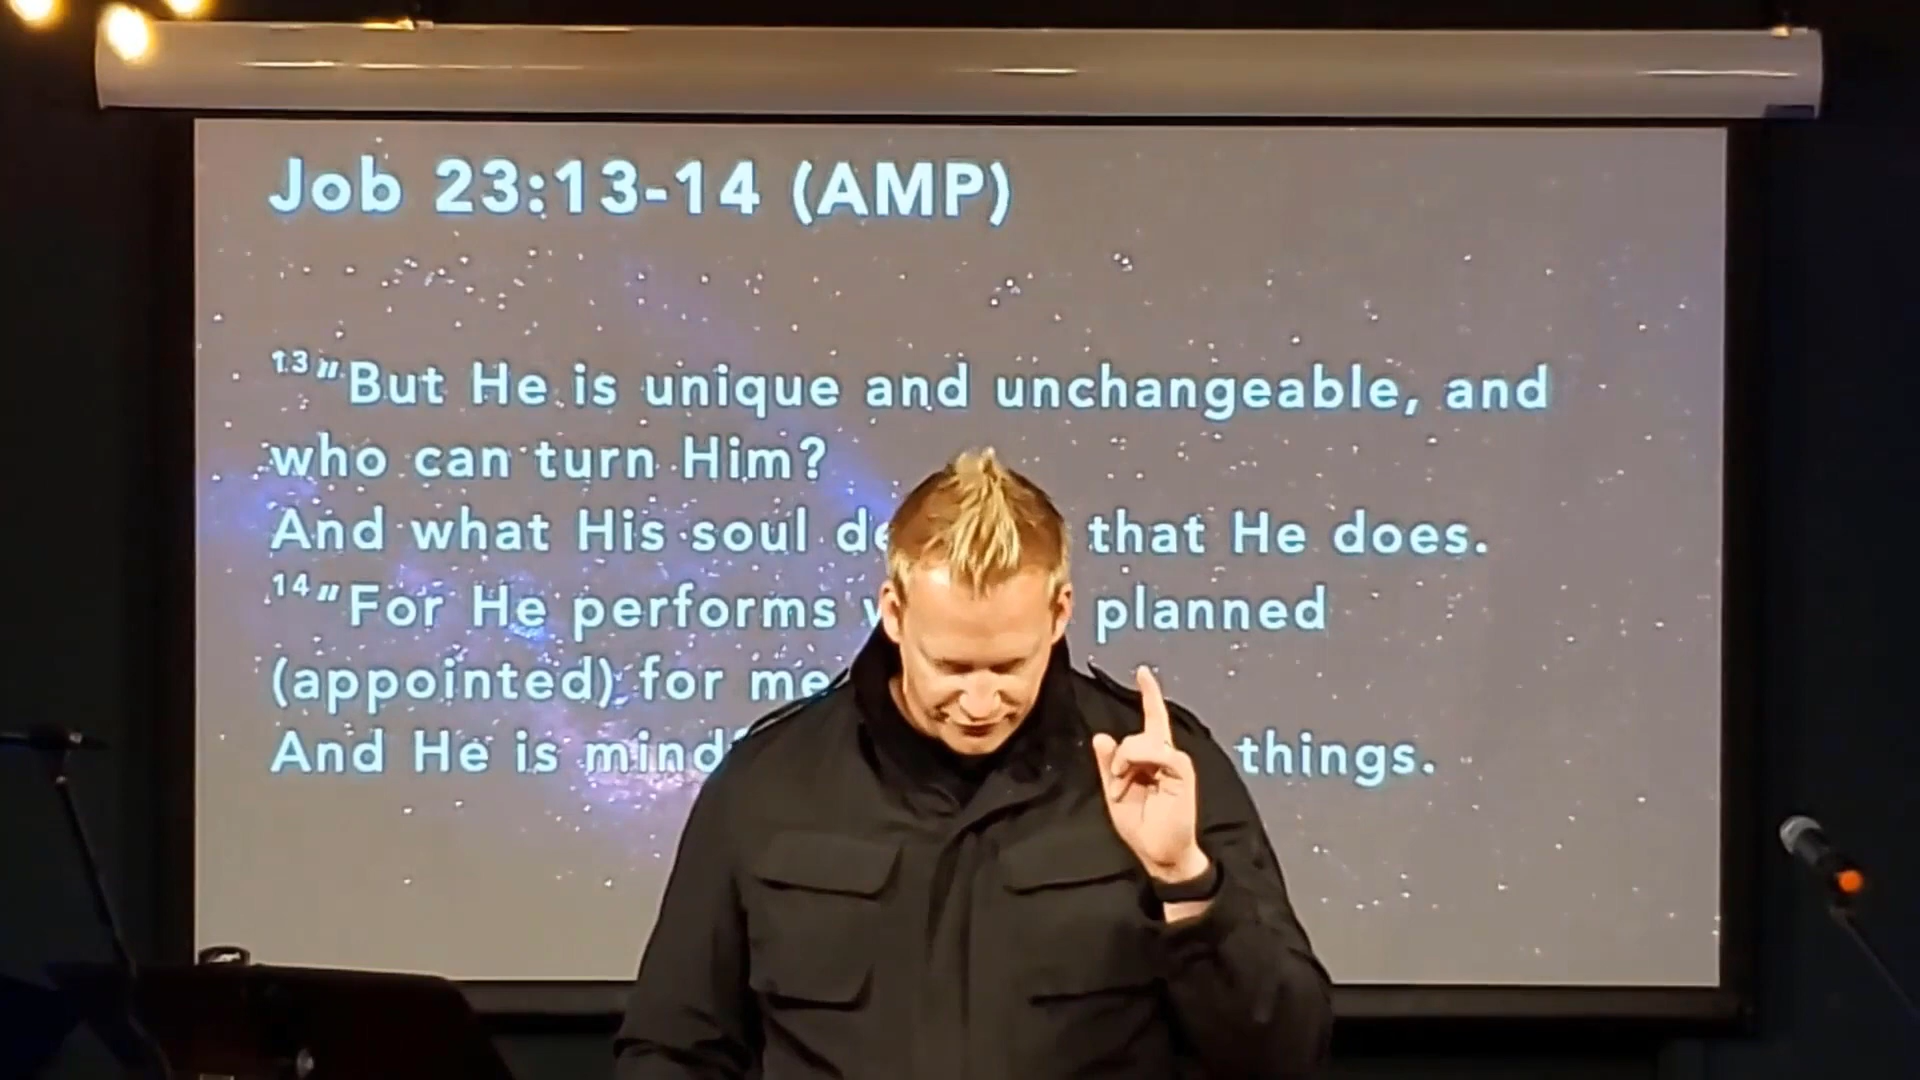 Job 23:13-14 (AMP)
13"But He is unique and unchangeable, and
who can turn Him?
And what His soul that He does.
14"For He performs planned
(appointed) for me
And He is things.